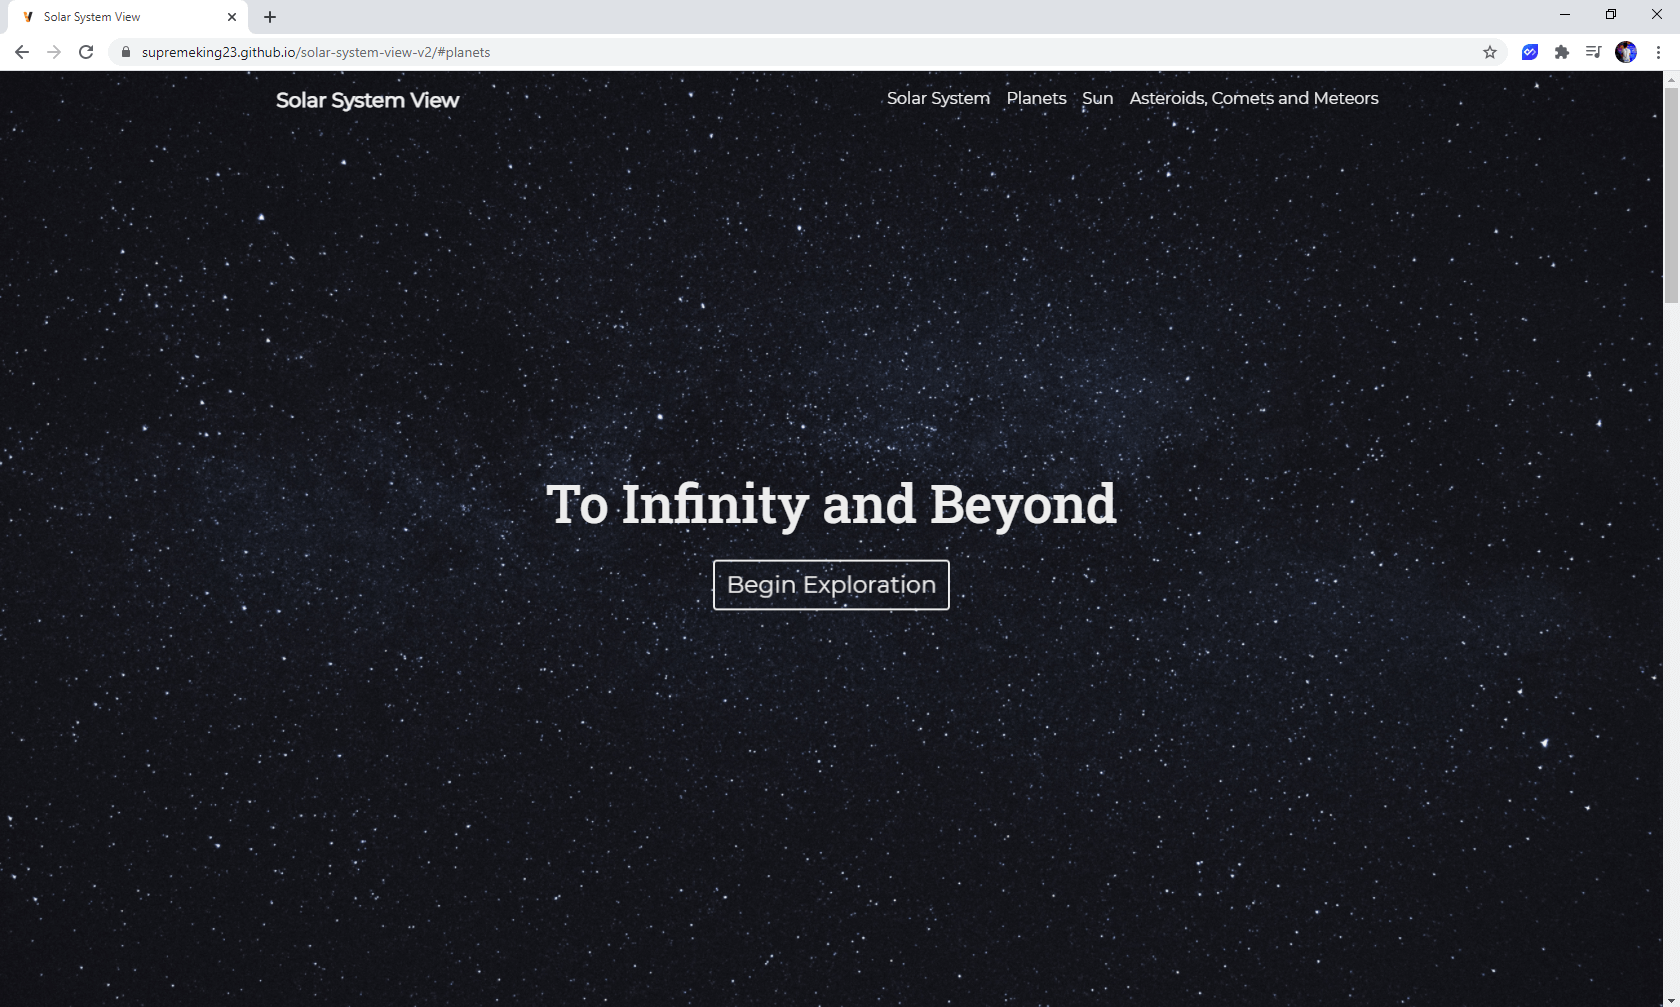 Solar System View
supremeking23.github.io/solar-system-view-v2/#planets
Solar System View
Solar System Planets Sun Asteroids, Comets and Meteors
To Infinity and Beyond
Begin Exploration